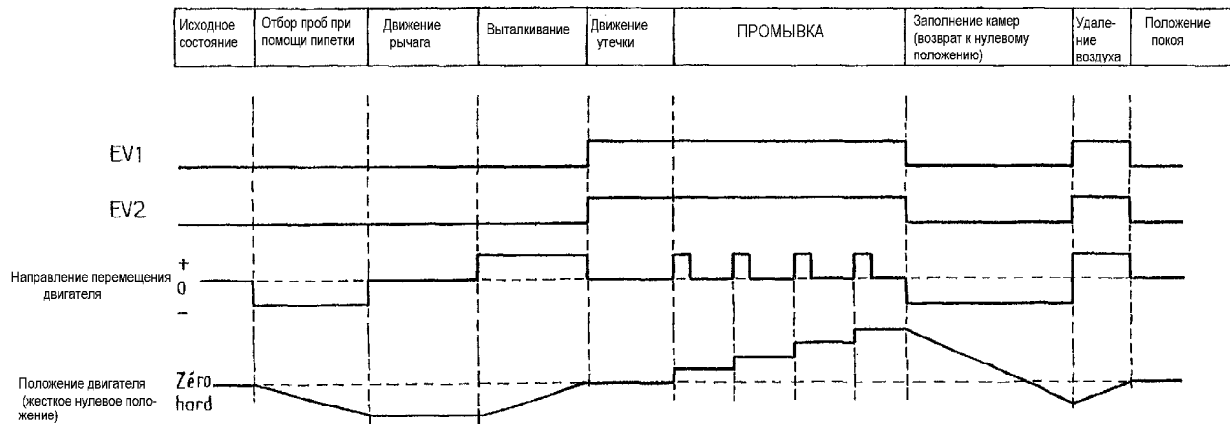 Исходное
состояние
Отбор проб при
помощи пипетки
Движение
рычага
Выталкивание
Движение
утечки
ПРОМЫВКА
Заполнение камер
(возврат к нулевому
положению)
Удале-
ние
воздуха
Положение
покоя
EV1
EV2
Направление перемещения
двигателя
+
0
–
Положение двигателя
(жесткое нулевое поло-
жение)
Zéro
hard